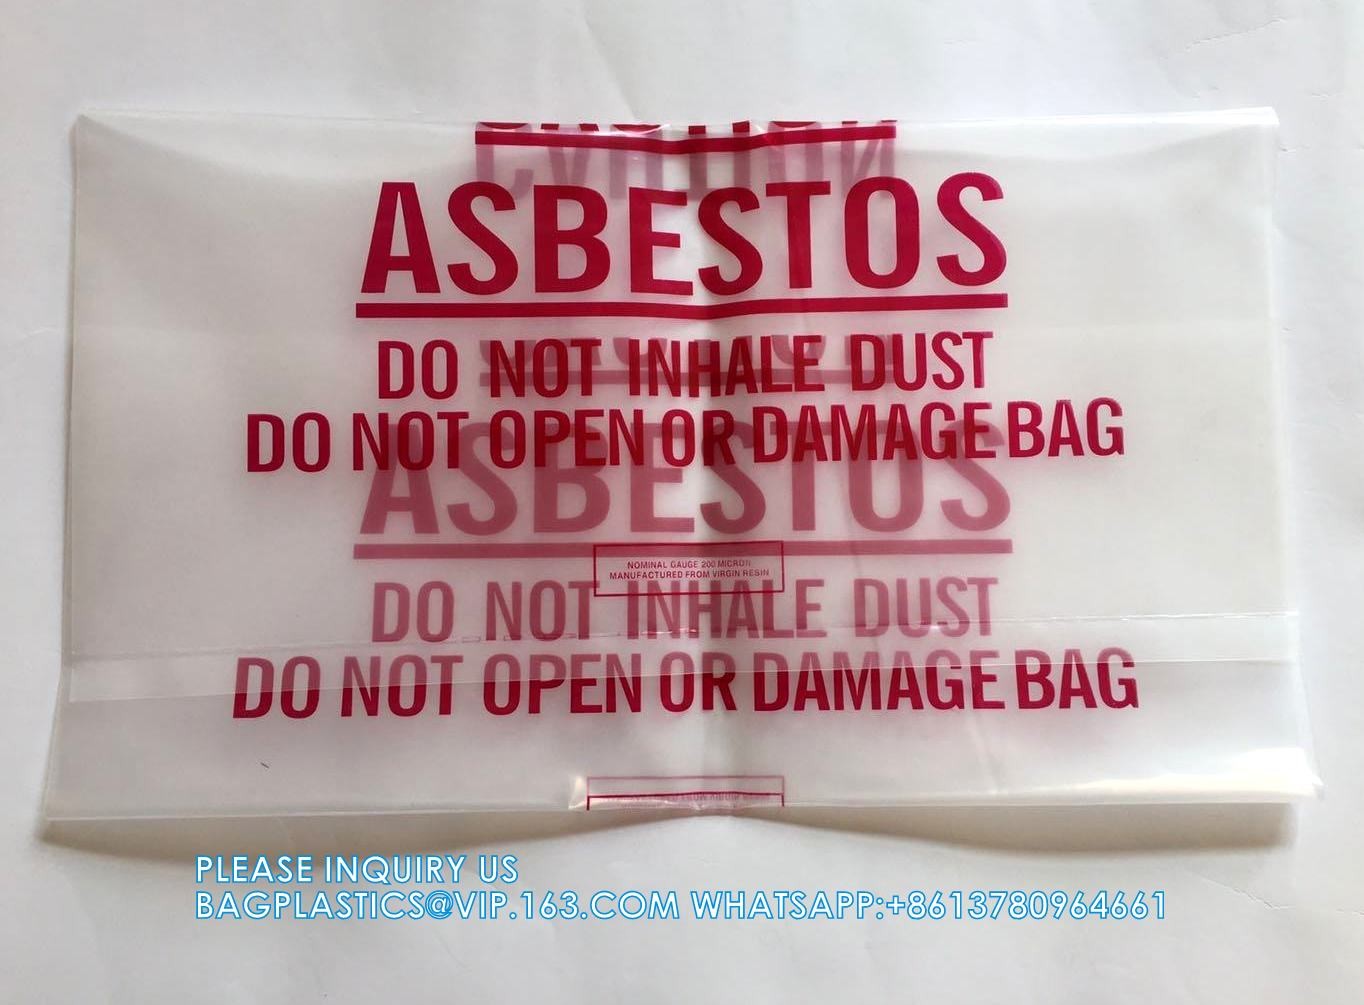 CAUTION
ASBESTOS
DO NOT INHALE DUST
DO NOT OPEN OR DAMAGE BAG
ASBESTOS
NOMINAL GAUGE 200 MICRON
MANUFACTURED FROM VIRGIN RESIN
DO NOT INHALE DUST
DO NOT OPEN OR DAMAGE BAG
PLEASE INQUIRY US
BAGPLASTICS@VIP.163.COM WHATSAPP:+8613780964661